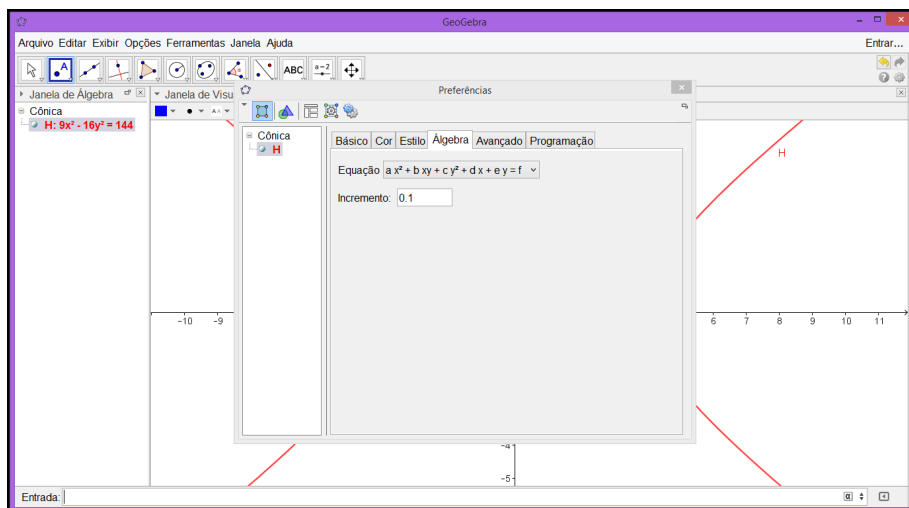 GeoGebra
Arquivo Editar Exibir Opções Ferramentas Janela Ajuda
Entrar...
A
ABC
a=2
Janela de Álgebra
Janela de Visu
Cônica
H: 9x² - 16y² = 144
Preferências
Cônica
H
Básico Cor Estilo Álgebra Avançado Programação
Equação a x² + b xy + c y² + d x + e y = f
Incremento: 0.1
H
-10 -9 6 7 8 9 10 11
-4
-5
Entrada:
α